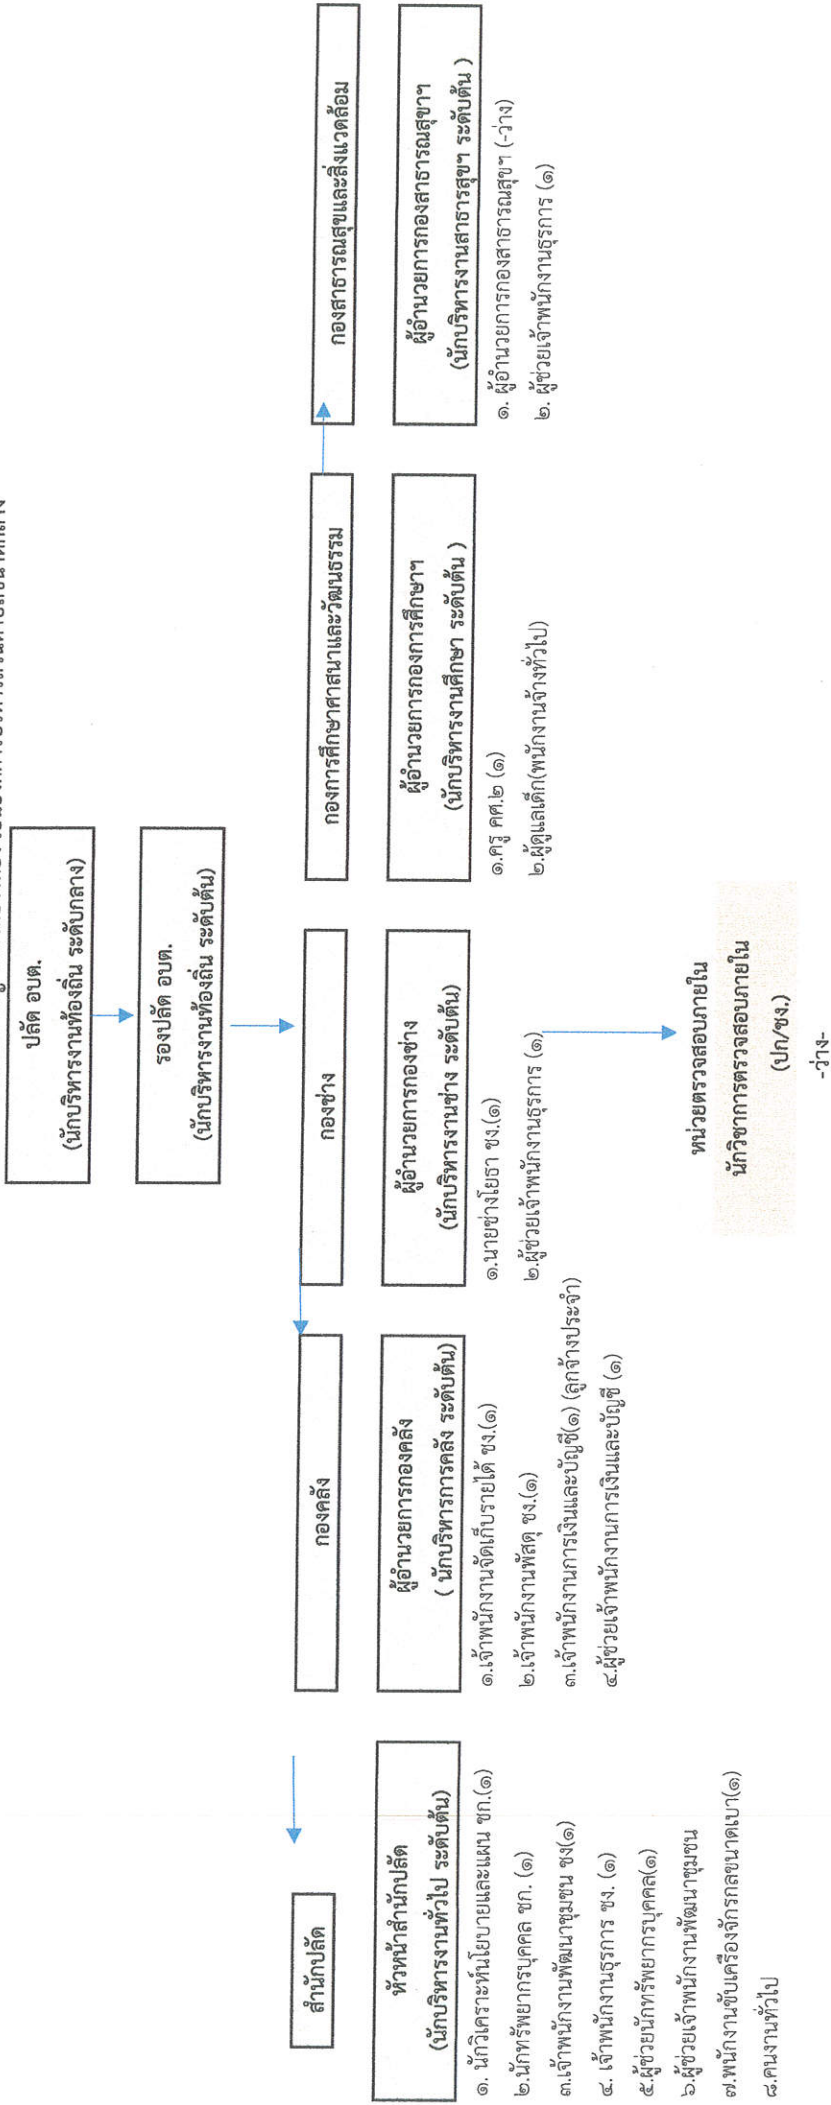 ปลัด อบต.
(นักบริหารงานท้องถิ่น ระดับกลาง)
รองปลัด อบต.
(นักบริหารงานท้องถิ่น ระดับต้น)
สำนักปลัด
หัวหน้าสำนักปลัด
(นักบริหารงานทั่วไป ระดับต้น)
๑. นักวิเคราะห์นโยบายและแผน ชก.(๑)
๒.นักทรัพยากรบุคคล ชก. (๑)
๓.เจ้าพนักงานพัฒนาชุมชน ชง(๑)
๔. เจ้าพนักงานธุรการ ชง. (๑)
๕.ผู้ช่วยนักทรัพยากรบุคคล(๑)
๖.ผู้ช่วยเจ้าพนักงานพัฒนาชุมชน
๗.พนักงานขับเครื่องจักรกลขนาดเบา(๑)
๘.คนงานทั่วไป
กองคลัง
ผู้อำนวยการกองคลัง
( นักบริหารการคลัง ระดับต้น)
๑.เจ้าพนักงานจัดเก็บรายได้ ชง.(๑)
๒.เจ้าพนักงานพัสดุ ชง.(๑)
๓.เจ้าพนักงานการเงินและบัญชี(๑) (ลูกจ้างประจำ)
๔.ผู้ช่วยเจ้าพนักงานการเงินและบัญชี (๑)
กองช่าง
ผู้อำนวยการกองช่าง
(นักบริหารงานช่าง ระดับต้น)
๑.นายช่างโยธา ชง.(๑)
๒.ผู้ช่วยเจ้าพนักงานธุรการ (๑)
กองการศึกษาศาสนาและวัฒนธรรม
ผู้อำนวยการกองการศึกษาฯ
(นักบริหารงานศึกษา ระดับต้น )
๑.ครู คศ.๒ (๑)
๒.ผู้ดูแลเด็ก(พนักงานจ้างทั่วไป)
กองสาธารณสุขและสิ่งแวดล้อม
ผู้อำนวยการกองสาธารณสุขาฯ
(นักบริหารงานสาธารสุขฯ ระดับต้น )
๑. ผู้อำนวยการกองสาธารณสุขฯ (-ว่าง)
๒. ผู้ช่วยเจ้าพนักงานธุรการ (๑)
หน่วยตรวจสอบภายใน
นักวิชาการตรวจสอบภายใน
(ปก/ชง.)
-ว่าง-